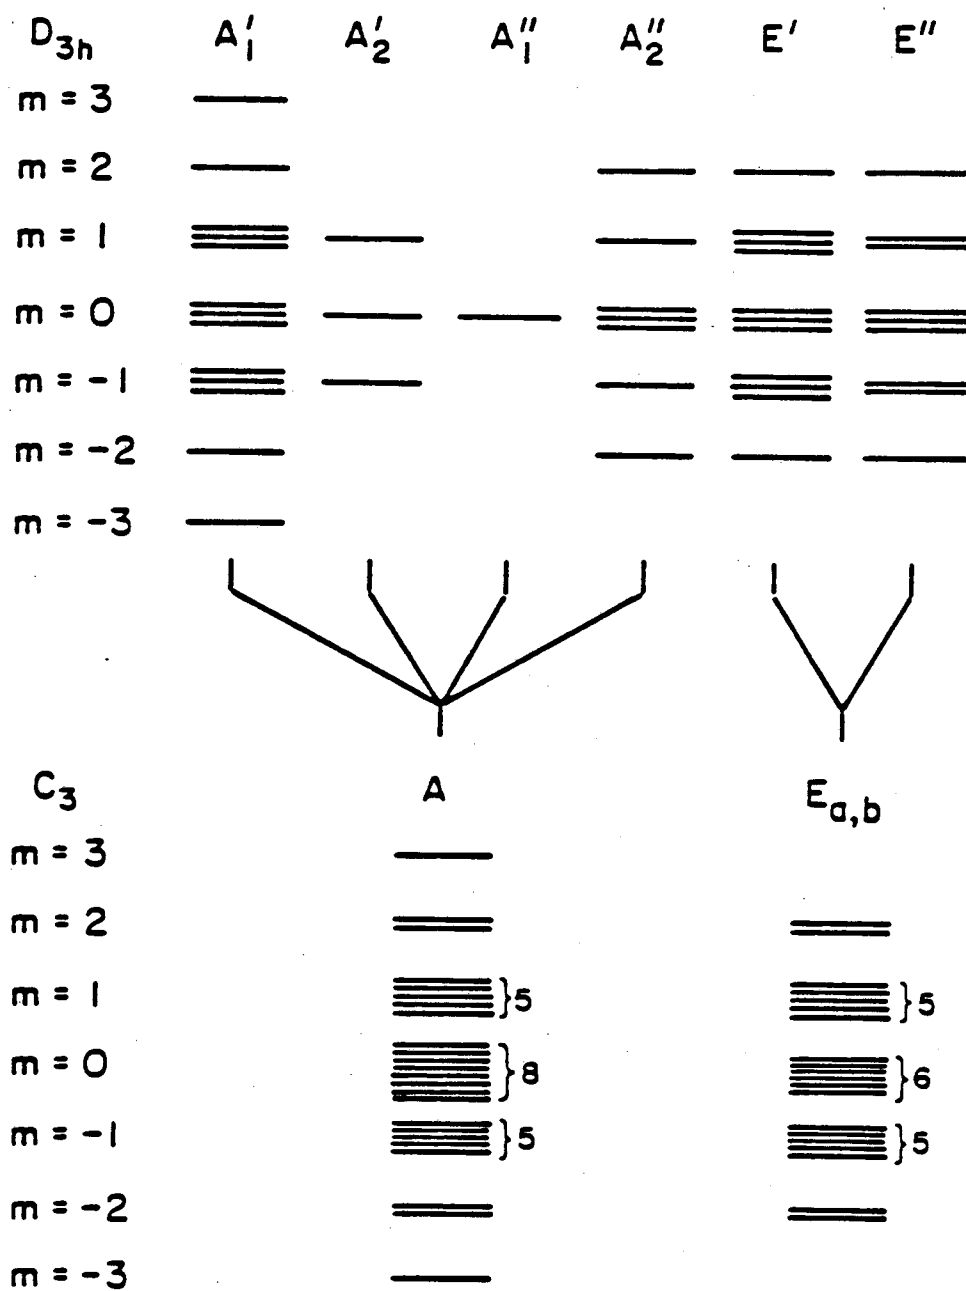 D₃ₕ A₁′ A₂′ A₁″ A₂″ E′ E″
m = 3
m = 2
m = 1
m = 0
m = -1
m = -2
m = -3
C₃ A E_{a,b}
m = 3
m = 2
m = 1 }5 }5
m = 0 }8 }6
m = -1 }5 }5
m = -2
m = -3